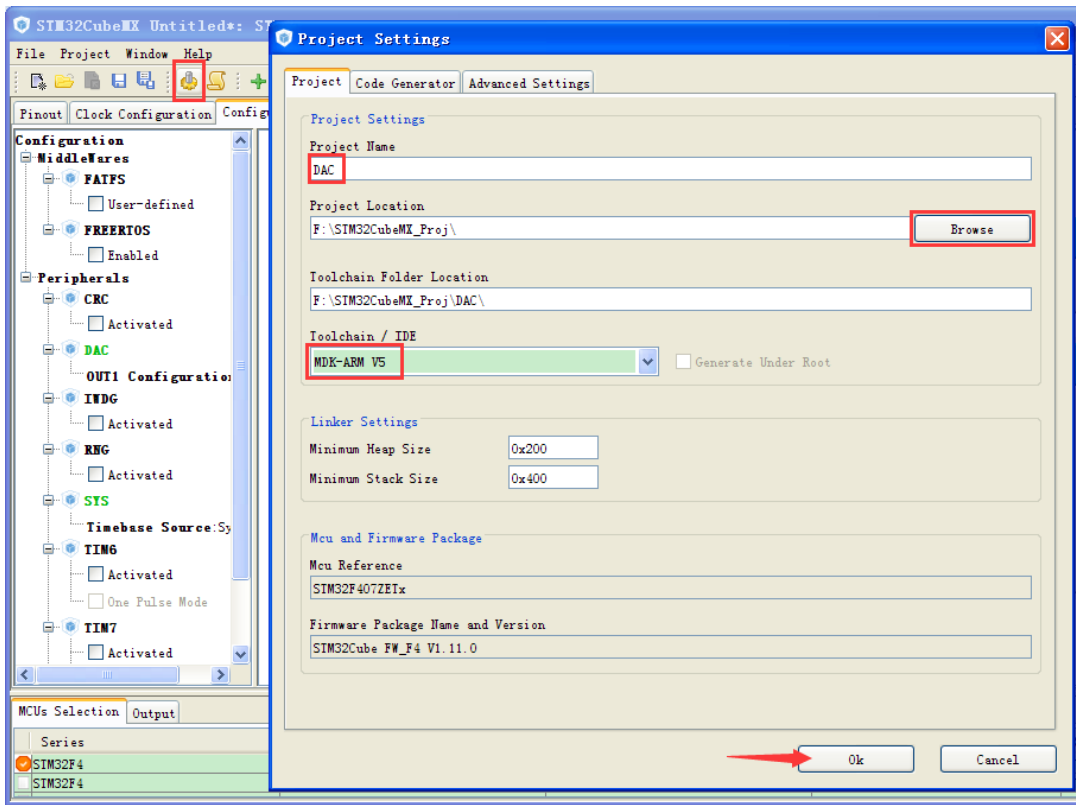 STM32CubeMX Untitled*: ST
File Project Window Help
Pinout Clock Configuration Config
Configuration
MiddleWares
FATFS
User-defined
FREERTOS
Enabled
Peripherals
CRC
Activated
DAC
OUT1 Configuration
IWDG
Activated
RNG
Activated
SYS
Timebase Source:Sy
TIM6
Activated
One Pulse Mode
TIM7
Activated
MCUs Selection Output
Series
STM32F4
STM32F4
Project Settings
Project Code Generator Advanced Settings
Project Settings
Project Name
DAC
Project Location
F:\STM32CubeMX_Proj\ Browse
Toolchain Folder Location
F:\STM32CubeMX_Proj\DAC\
Toolchain / IDE
MDK-ARM V5 Generate Under Root
Linker Settings
Minimum Heap Size 0x200
Minimum Stack Size 0x400
Mcu and Firmware Package
Mcu Reference
STM32F407ZETx
Firmware Package Name and Version
STM32Cube FW_F4 V1.11.0
Ok Cancel